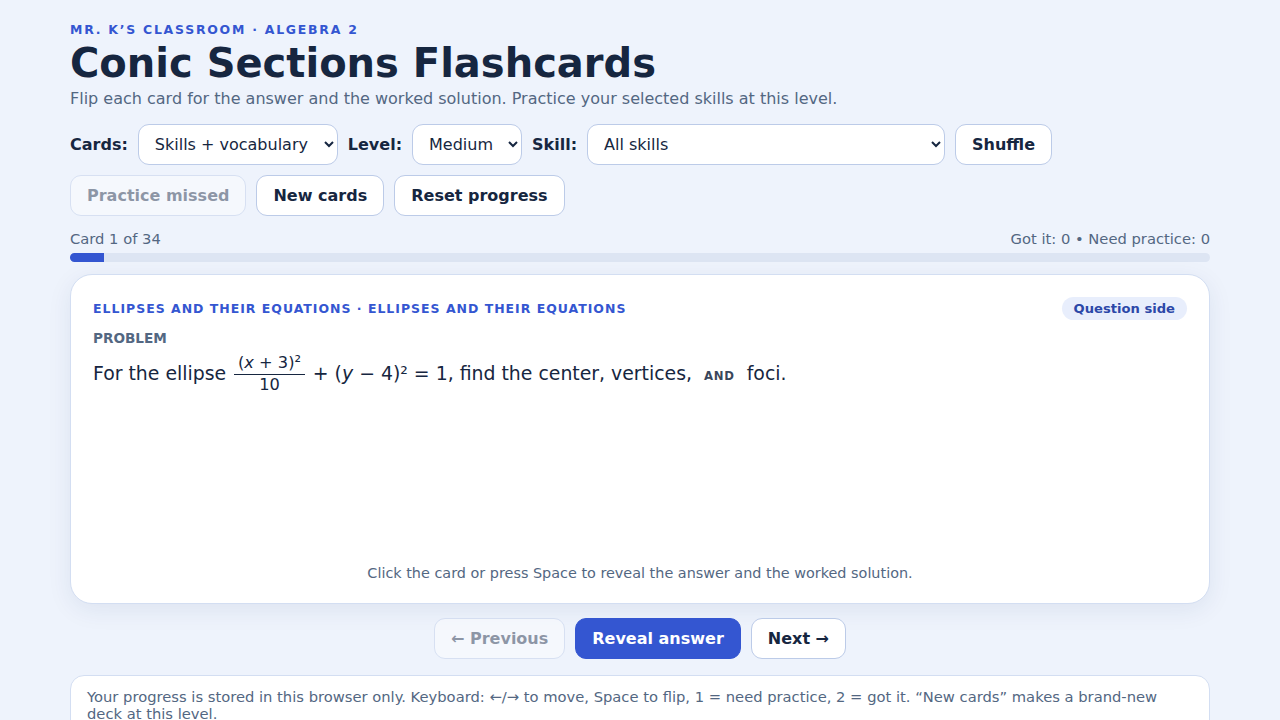 MR. K’S CLASSROOM · ALGEBRA 2
Conic Sections Flashcards
Flip each card for the answer and the worked solution. Practice your selected skills at this level.
Cards: Skills + vocabulary Level: Medium Skill: All skills Shuffle
Practice missed New cards Reset progress
Card 1 of 34 Got it: 0 • Need practice: 0
ELLIPSES AND THEIR EQUATIONS · ELLIPSES AND THEIR EQUATIONS Question side
PROBLEM
For the ellipse (x + 3)²/10 + (y − 4)² = 1, find the center, vertices, AND foci.
Click the card or press Space to reveal the answer and the worked solution.
← Previous Reveal answer Next →
Your progress is stored in this browser only. Keyboard: ←/→ to move, Space to flip, 1 = need practice, 2 = got it. “New cards” makes a brand-new
deck at this level.